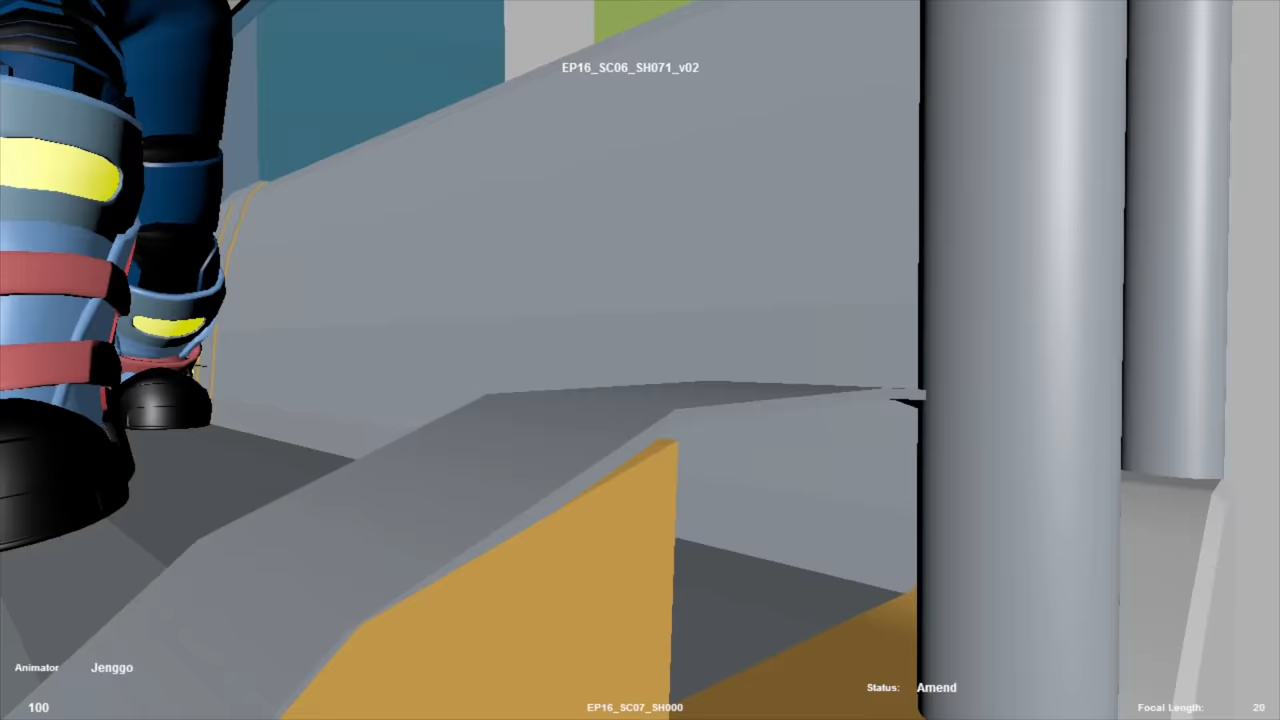 EP16_SC06_SH071_v02
Animator Jenggo
Status: Amend
100
EP16_SC07_SH000
Focal Length: 20